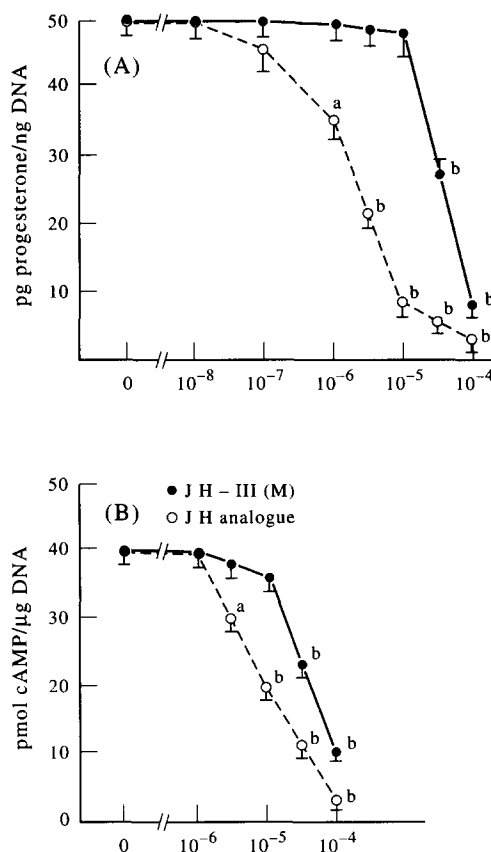 50
(A)
40
a
30
b
b
20
b
b
10
b
b
pg progesterone/ng DNA
0 10⁻⁸ 10⁻⁷ 10⁻⁶ 10⁻⁵ 10⁻⁴
50
● J H – III (M)
(B)
○ J H analogue
40
a
30
b
b
20
b
b
10
b
0
pmol cAMP/µg DNA
0 10⁻⁶ 10⁻⁵ 10⁻⁴